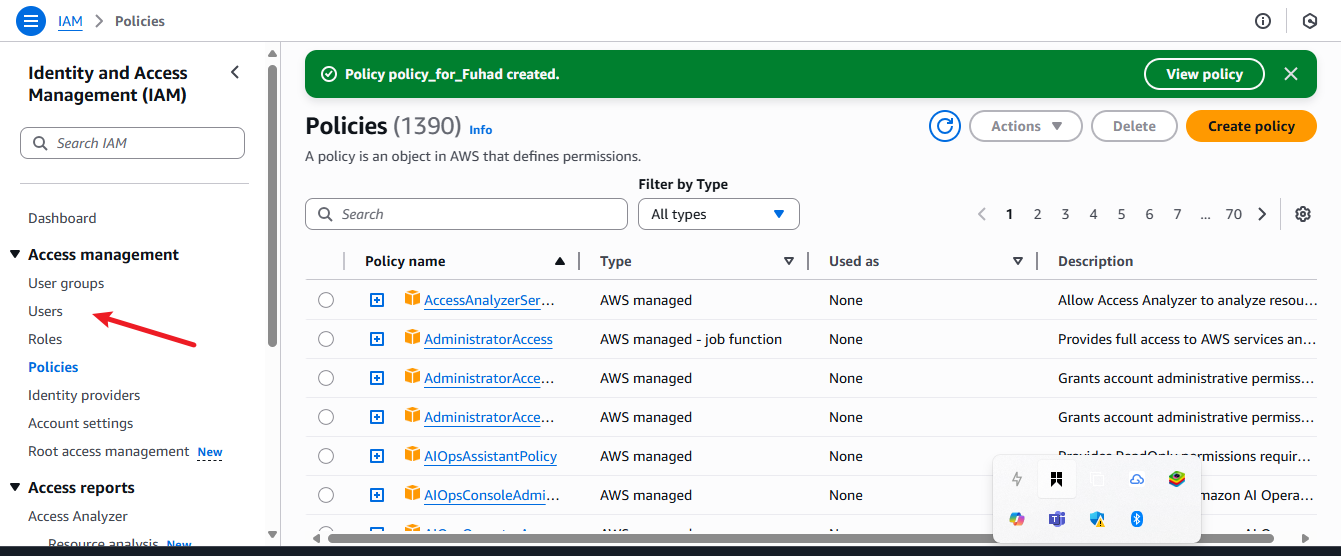 IAM > Policies
Identity and Access
Management (IAM)
Search IAM
Dashboard
Access management
User groups
Users
Roles
Policies
Identity providers
Account settings
Root access management New
Access reports
Access Analyzer
Resource analysis New
Policy policy_for_Fuhad created.
View policy
Policies (1390) Info
Actions
Delete
Create policy
A policy is an object in AWS that defines permissions.
Filter by Type
Search
All types
1 2 3 4 5 6 7 ... 70
Policy name Type Used as Description
AccessAnalyzerSer... AWS managed None Allow Access Analyzer to analyze resou...
AdministratorAccess AWS managed - job function None Provides full access to AWS services an...
AdministratorAcce... AWS managed None Grants account administrative permiss...
AdministratorAcce... AWS managed None Grants account administrative permiss...
AIOpsAssistantPolicy AWS managed None Provides ReadOnly permissions requir...
AIOpsConsoleAdmi... AWS managed None mazon AI Opera...
AWS managed None